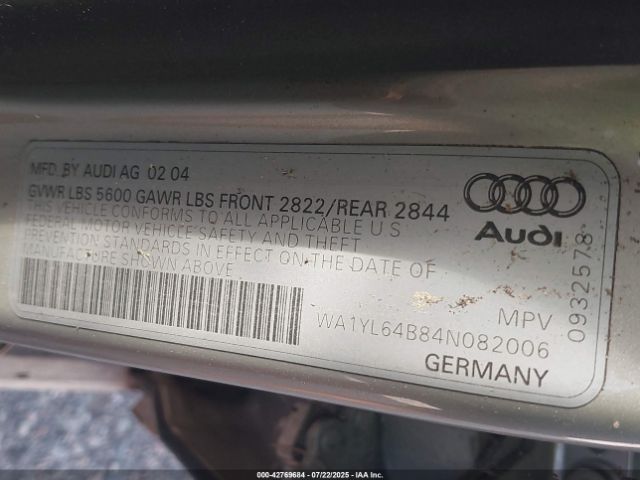 MFD. BY AUDI AG 02 04
GVWR LBS 5600 GAWR LBS FRONT 2822/REAR 2844
THIS VEHICLE CONFORMS TO ALL APPLICABLE U S
FEDERAL MOTOR VEHICLE SAFETY AND THEFT
PREVENTION STANDARDS IN EFFECT ON THE DATE OF
MANUFACTURE SHOWN ABOVE
Audi
MPV
WA1YL64B84N082006
GERMANY
0932578
000-42769684 | 07/22/2025 | IAA Inc.